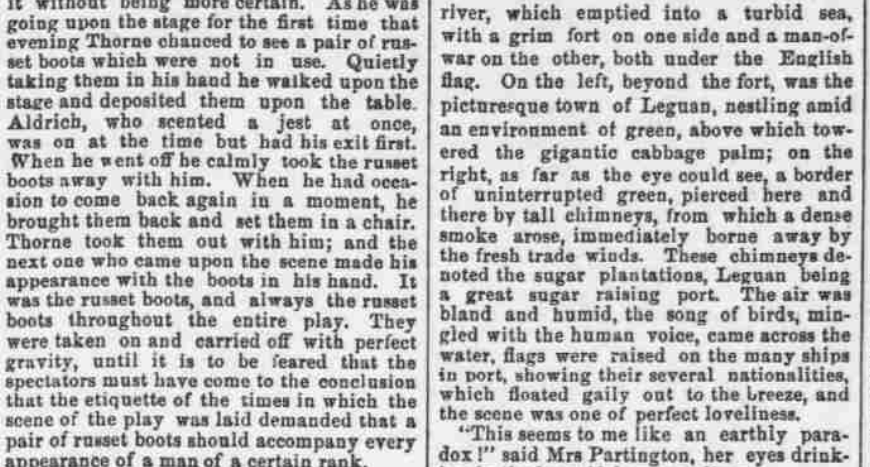 it without being more certain. As he was
going upon the stage for the first time that
evening Thorne chanced to see a pair of rus-
set boots which were not in use. Quietly
taking them in his hand he walked upon the
stage and deposited them upon the table.
Aldrich, who scented a jest at once,
was on at the time but had his exit first.
When he went off he calmly took the russet
boots away with him. When he had occa-
sion to come back again in a moment, he
brought them back and set them in a chair.
Thorne took them out with him; and the
next one who came upon the scene made his
appearance with the boots in his hand. It
was the russet boots, and always the russet
boots throughout the entire play. They
were taken on and carried off with perfect
gravity, until it is to be feared that the
spectators must have come to the conclusion
that the etiquette of the times in which the
scene of the play was laid demanded that a
pair of russet boots should accompany every
appearance of a man of a certain rank.
river, which emptied into a turbid sea,
with a grim fort on one side and a man-of-
war on the other, both under the English
flag. On the left, beyond the fort, was the
picturesque town of Leguan, nestling amid
an environment of green, above which tow-
ered the gigantic cabbage palm; on the
right, as far as the eye could see, a border
of uninterrupted green, pierced here and
there by tall chimneys, from which a dense
smoke arose, immediately borne away by
the fresh trade winds. These chimneys de-
noted the sugar plantations, Leguan being
a great sugar raising port. The air was
bland and humid, the song of birds, min-
gled with the human voice, came across the
water, flags were raised on the many ships
in port, showing their several nationalities,
which floated gaily out to the breeze, and
the scene was one of perfect loveliness.
"This seems to me like an earthly para-
dox!" said Mrs Partington, her eyes drink-